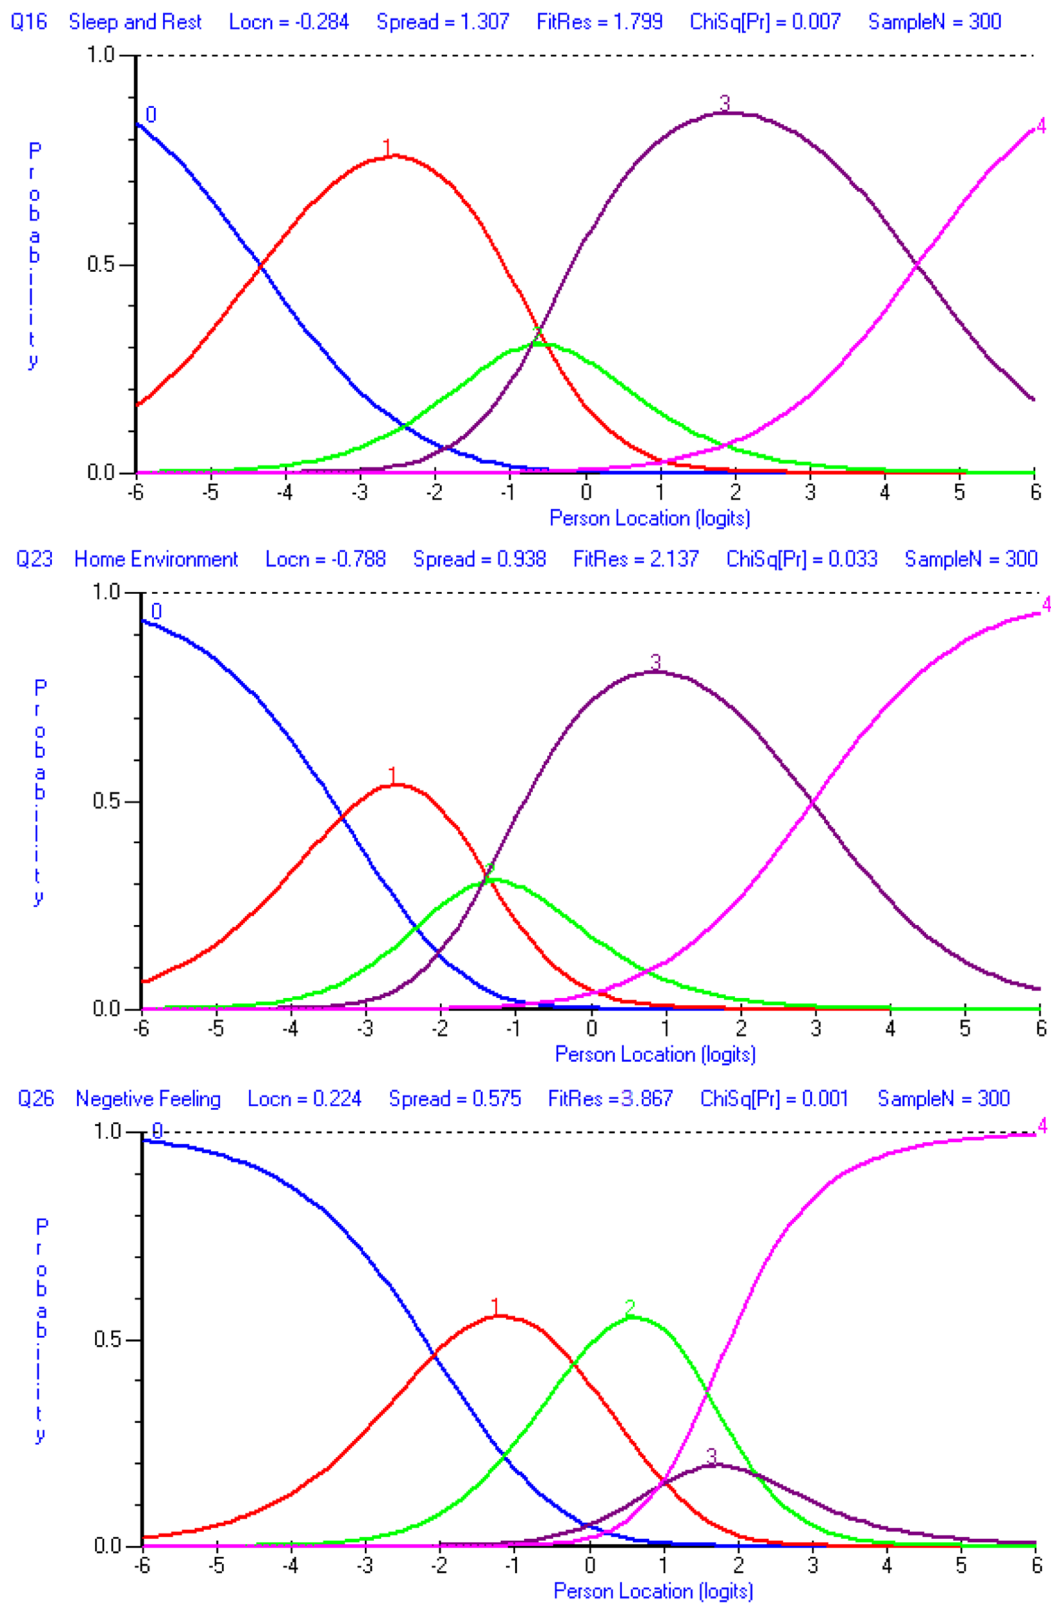 Q16 Sleep and Rest Locn = -0.284 Spread = 1.307 FitRes = 1.799 ChiSq[Pr] = 0.007 SampleN = 300
1.0
0
1
3
4
Probability
0.5
0.0
-6 -5 -4 -3 -2 -1 0 1 2 3 4 5 6
Person Location (logits)
Q23 Home Environment Locn = -0.788 Spread = 0.938 FitRes = 2.137 ChiSq[Pr] = 0.033 SampleN = 300
1.0
0
1
3
4
Probability
0.5
0.0
-6 -5 -4 -3 -2 -1 0 1 2 3 4 5 6
Person Location (logits)
Q26 Negetive Feeling Locn = 0.224 Spread = 0.575 FitRes =3.867 ChiSq[Pr] = 0.001 SampleN = 300
1.0
0
1
2
3
4
Probability
0.5
0.0
-6 -5 -4 -3 -2 -1 0 1 2 3 4 5 6
Person Location (logits)